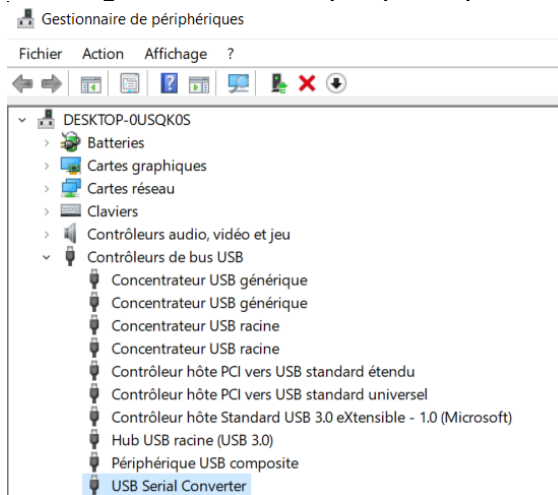 Gestionnaire de périphériques
Fichier Action Affichage ?
DESKTOP-0USQK0S
Batteries
Cartes graphiques
Cartes réseau
Claviers
Contrôleurs audio, vidéo et jeu
Contrôleurs de bus USB
Concentrateur USB générique
Concentrateur USB générique
Concentrateur USB racine
Concentrateur USB racine
Contrôleur hôte PCI vers USB standard étendu
Contrôleur hôte PCI vers USB standard universel
Contrôleur hôte Standard USB 3.0 eXtensible - 1.0 (Microsoft)
Hub USB racine (USB 3.0)
Périphérique USB composite
USB Serial Converter